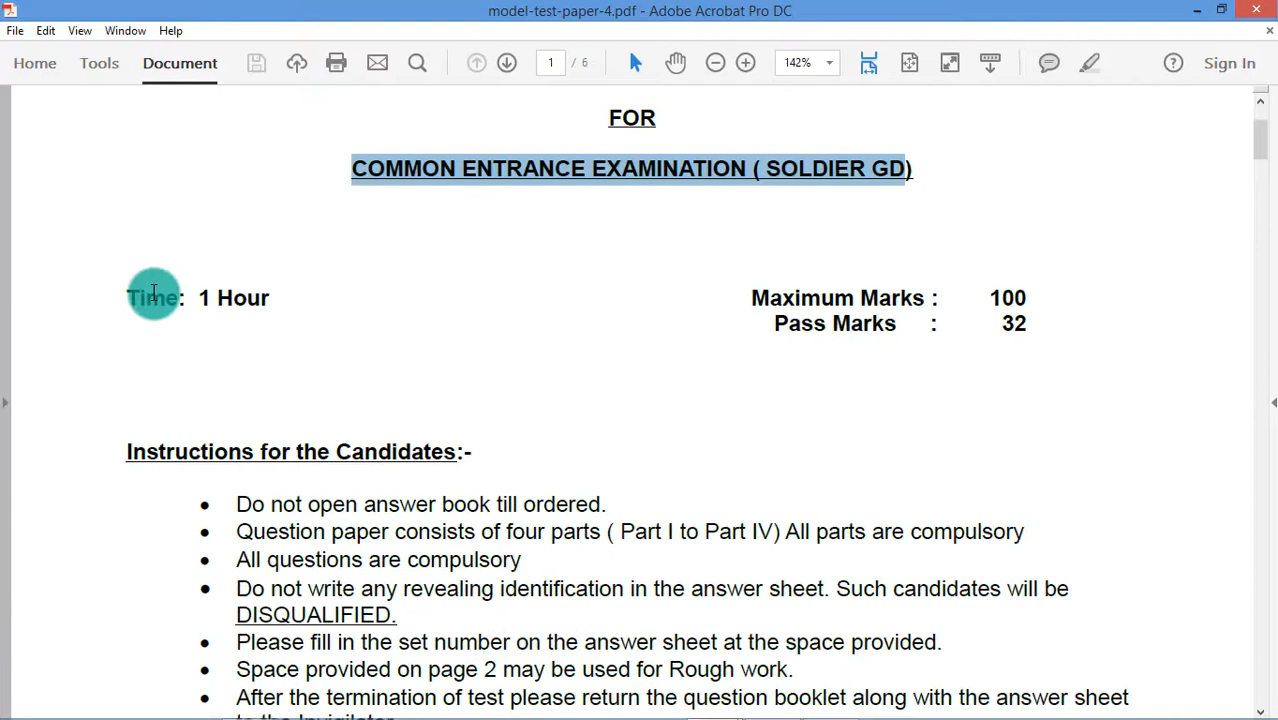 model-test-paper-4.pdf - Adobe Acrobat Pro DC
File Edit View Window Help
Home Tools Document 1 / 6 142% Sign In
FOR
COMMON ENTRANCE EXAMINATION ( SOLDIER GD)
Time: 1 Hour Maximum Marks : 100
Pass Marks : 32
Instructions for the Candidates:-
• Do not open answer book till ordered.
• Question paper consists of four parts ( Part I to Part IV) All parts are compulsory
• All questions are compulsory
• Do not write any revealing identification in the answer sheet. Such candidates will be
DISQUALIFIED.
• Please fill in the set number on the answer sheet at the space provided.
• Space provided on page 2 may be used for Rough work.
• After the termination of test please return the question booklet along with the answer sheet
to the Invigilator